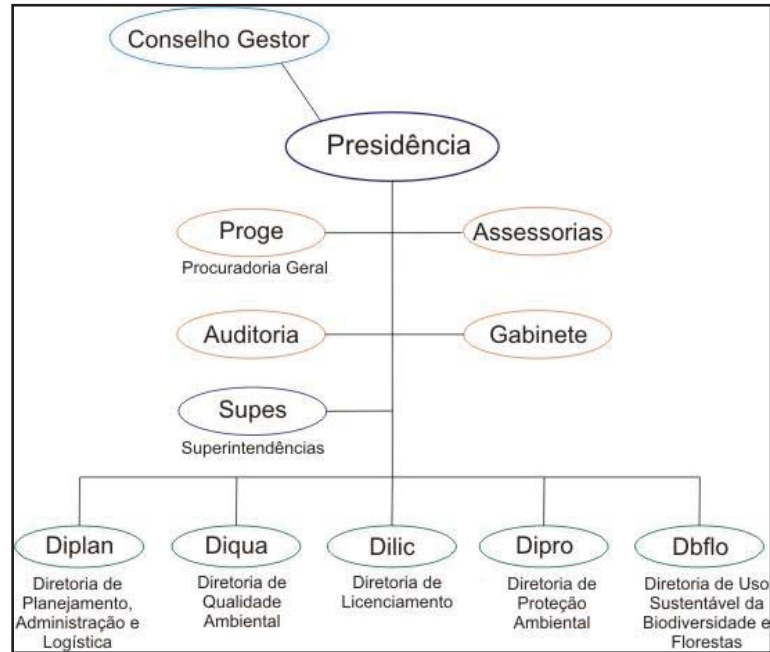 Conselho Gestor
Presidência
Proge
Procuradoria Geral
Assessorias
Auditoria
Gabinete
Supes
Superintendências
Diplan
Diretoria de
Planejamento,
Administração e
Logística
Diqua
Diretoria de
Qualidade
Ambiental
Dilic
Diretoria de
Licenciamento
Dipro
Diretoria de
Proteção
Ambiental
Dbflo
Diretoria de Uso
Sustentável da
Biodiversidade e
Florestas